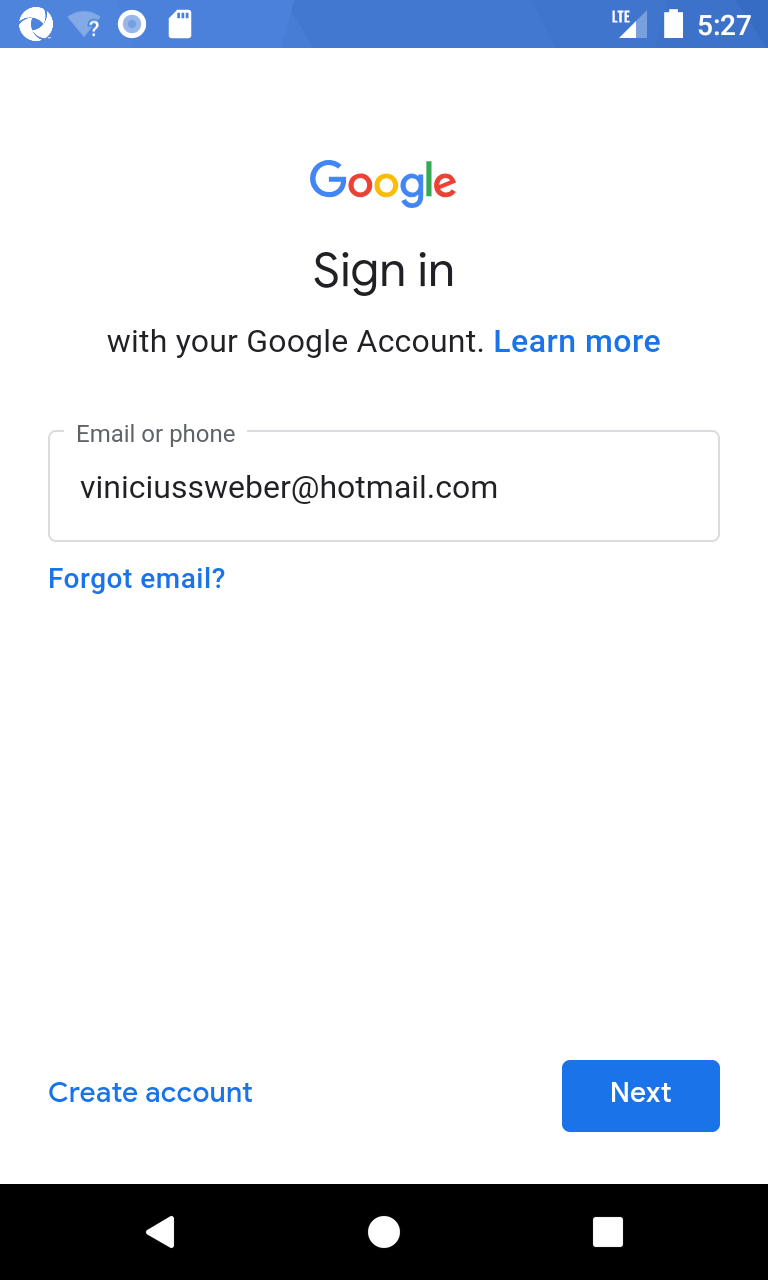 LTE 5:27
Google
Sign in
with your Google Account. Learn more
Email or phone
viniciussweber@hotmail.com
Forgot email?
Create account
Next